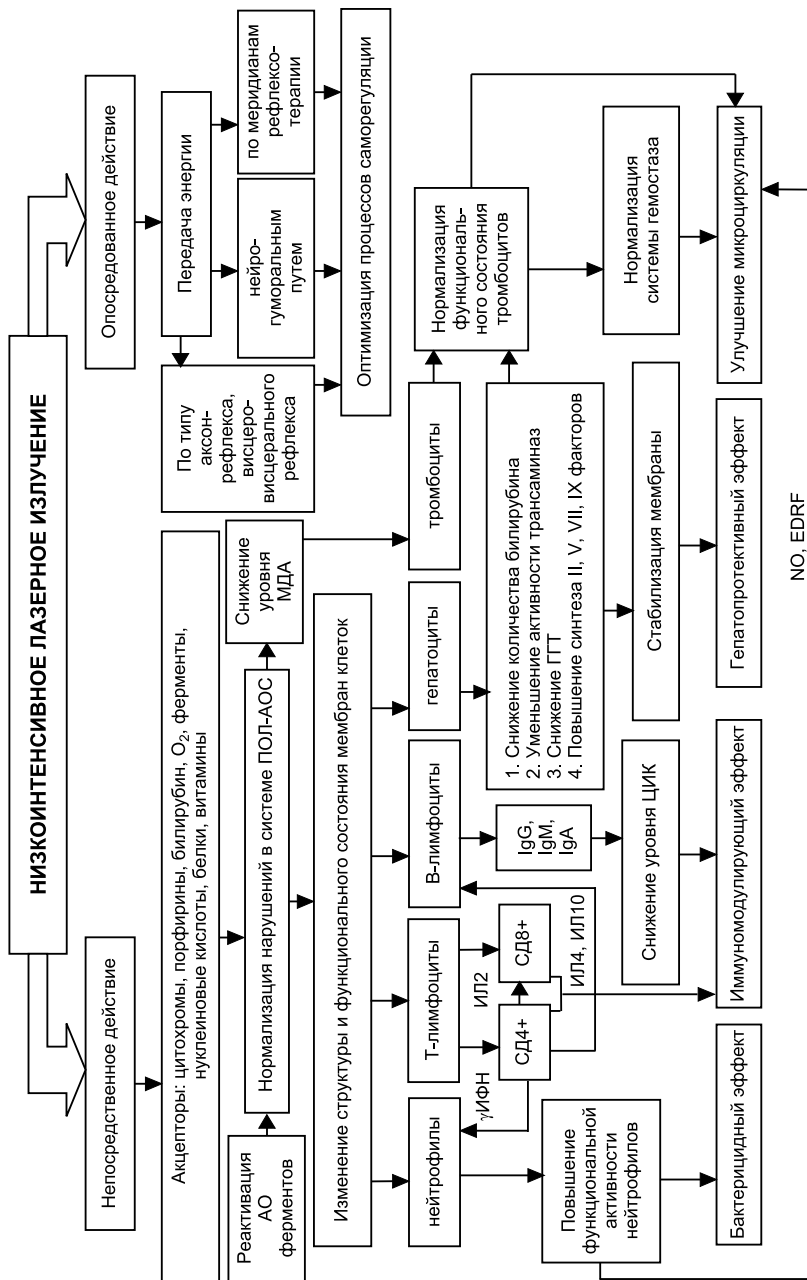 НИЗКОИНТЕНСИВНОЕ ЛАЗЕРНОЕ ИЗЛУЧЕНИЕ
Непосредственное действие
Опосредованное действие
Акцепторы: цитохромы, порфирины, билирубин, O₂, ферменты,
нуклеиновые кислоты, белки, витамины
Передача энергии
По типу
аксон-
рефлекса,
висцеро-
висцерального
рефлекса
нейро-
гуморальным
путем
по меридианам
рефлексо-
терапии
Оптимизация процессов саморегуляции
Реактивация
АО
ферментов
Нормализация нарушений в системе ПОЛ-АОС
Снижение
уровня
МДА
Изменение структуры и функционального состояния мембран клеток
нейтрофилы
Т-лимфоциты
В-лимфоциты
гепатоциты
тромбоциты
γИФН
ИЛ2
СД4+
СД8+
ИЛ4, ИЛ10
IgG,
IgM,
IgA
1. Снижение количества билирубина
2. Уменьшение активности трансаминаз
3. Снижение ГГТ
4. Повышение синтеза II, V, VII, IX факторов
Нормализация
функциональ-
ного состояния
тромбоцитов
Повышение
функциональной
активности
нейтрофилов
Снижение уровня ЦИК
Стабилизация мембраны
Нормализация
системы гемостаза
Бактерицидный эффект
Иммуномодулирующий эффект
Гепатопротективный эффект
Улучшение микроциркуляции
NO, EDRF